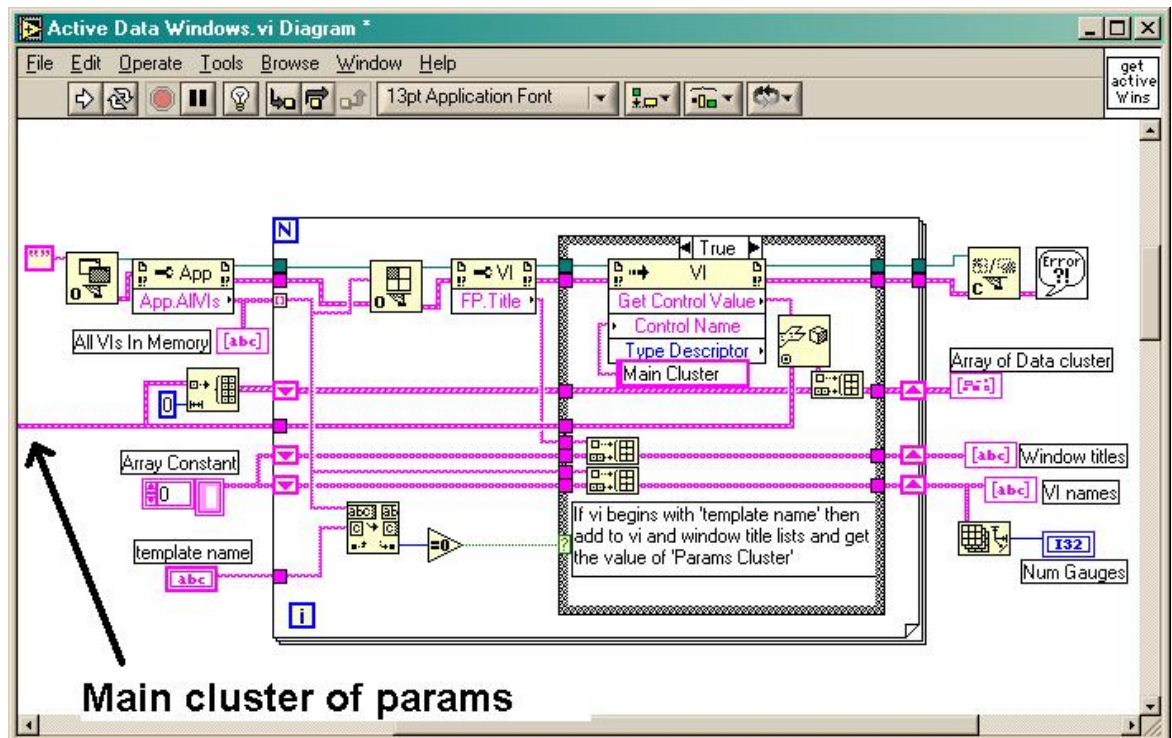 Active Data Windows.vi Diagram *
File Edit Operate Tools Browse Window Help
get
active
Wins
13pt Application Font
N
True
App
App.AllVIs
VI
FP.Title
VI
Get Control Value
Control Name
Type Descriptor
Main Cluster
Error
?!
All VIs In Memory
[abc]
Array of Data cluster
0
Array Constant
0
[abc] Window titles
[abc] VI names
template name
abc
=0
?
If vi begins with 'template name' then
add to vi and window title lists and get
the value of 'Params Cluster'
I32
Num Gauges
i
Main cluster of params